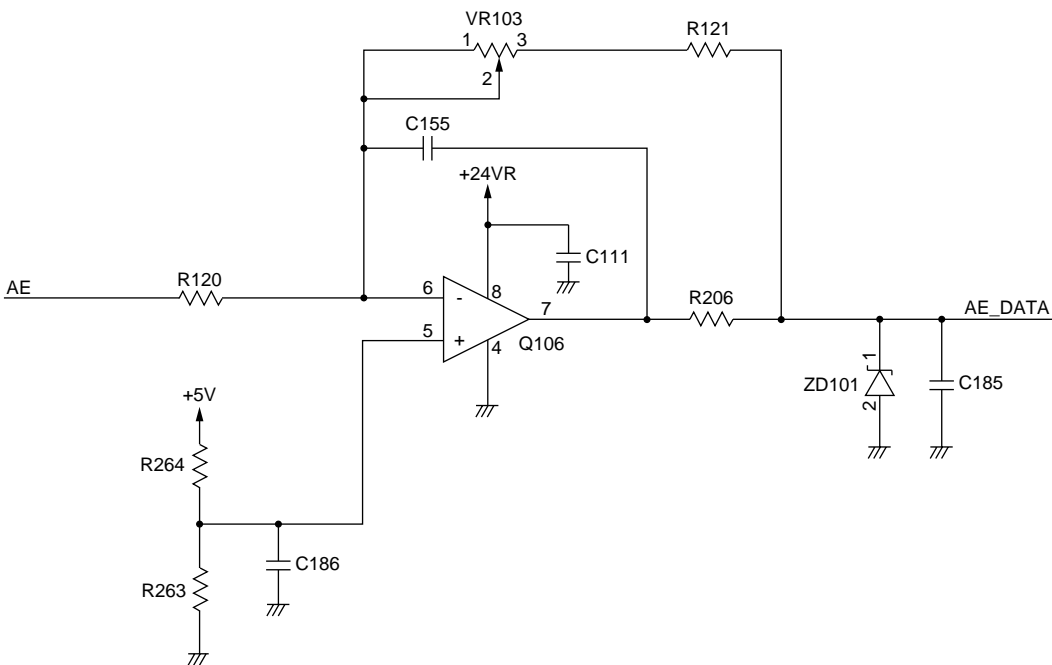 VR103
1 3
2
R121
C155
+24VR
C111
AE
R120
6 -
8
7
5 +
4
Q106
R206
AE_DATA
1
ZD101
2
C185
+5V
R264
C186
R263